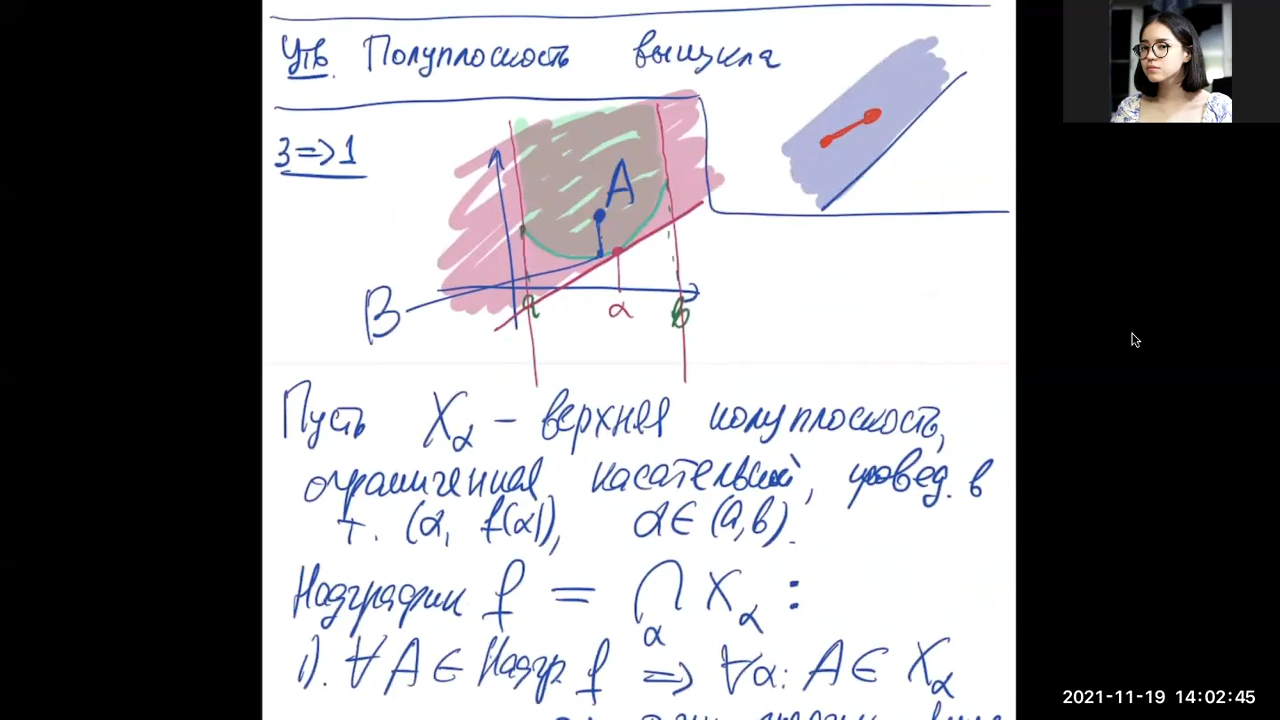 Утв. Полуплоскость выпукла
3=>1
A
B
a
α
b
Пусть X_α – верхняя полуплоскость,
ограниченная касательной, провед. в
т. (α, f(α)), α∈(a,b).
Надграфик f = ⋂_α X_α :
1). ∀A∈ Надгр. f => ∀α: A∈ X_α
2021-11-19 14:02:45